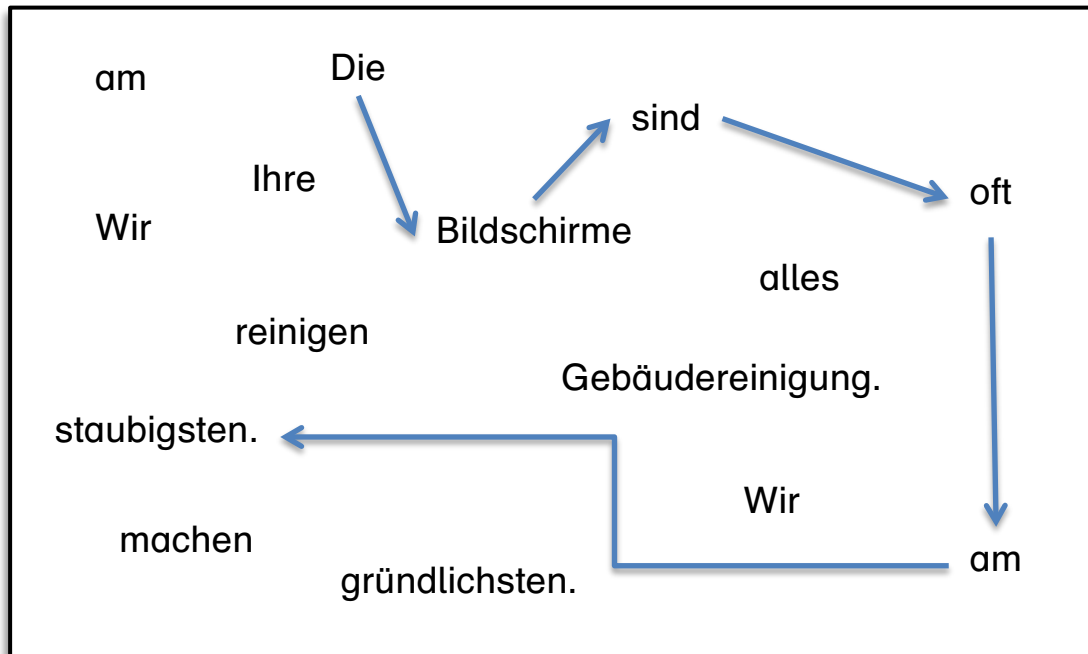 am
Die
sind
Ihre
oft
Wir
Bildschirme
alles
reinigen
Gebäudereinigung.
staubigsten.
Wir
machen
am
gründlichsten.